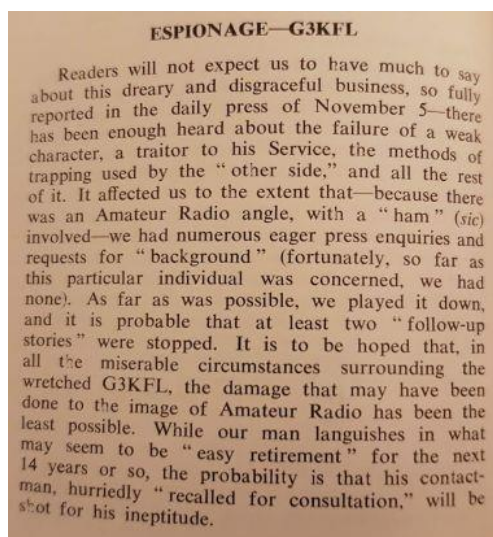 ESPIONAGE—G3KFL
Readers will not expect us to have much to say
about this dreary and disgraceful business, so fully
reported in the daily press of November 5—there
has been enough heard about the failure of a weak
character, a traitor to his Service, the methods of
trapping used by the “ other side,” and all the rest
of it. It affected us to the extent that—because there
was an Amateur Radio angle, with a “ ham ” (sic)
involved—we had numerous eager press enquiries and
requests for “ background ” (fortunately, so far as
this particular individual was concerned, we had
none). As far as was possible, we played it down,
and it is probable that at least two “ follow-up
stories ” were stopped. It is to be hoped that, in
all the miserable circumstances surrounding the
wretched G3KFL, the damage that may have been
done to the image of Amateur Radio has been the
least possible. While our man languishes in what
may seem to be “ easy retirement ” for the next
14 years or so, the probability is that his contact-
man, hurriedly “ recalled for consultation,” will be
shot for his ineptitude.